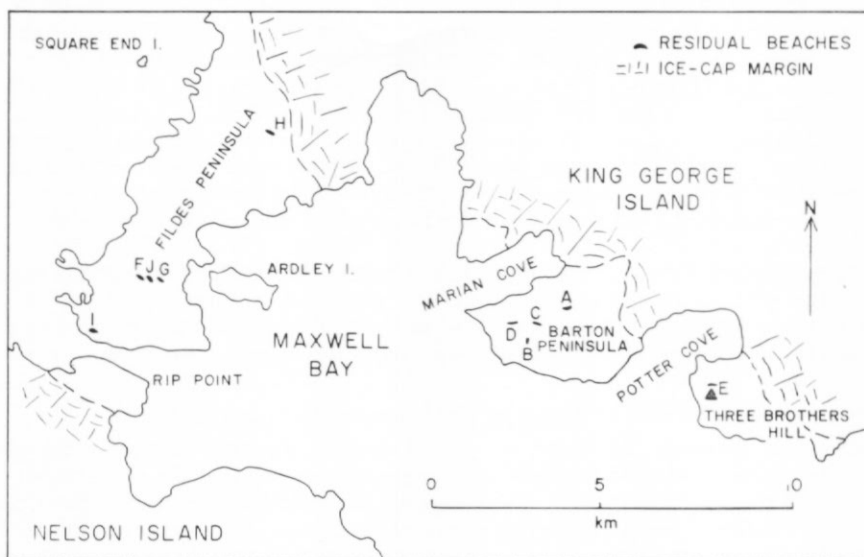 SQUARE END I.
RESIDUAL BEACHES
ICE-CAP MARGIN
H
FILDES PENINSULA
KING GEORGE
ISLAND
N
F J G
ARDLEY I.
MARIAN COVE
A
C
D
B
BARTON
PENINSULA
I
MAXWELL
BAY
POTTER COVE
RIP POINT
E
THREE BROTHERS
HILL
0 5 10
km
NELSON ISLAND